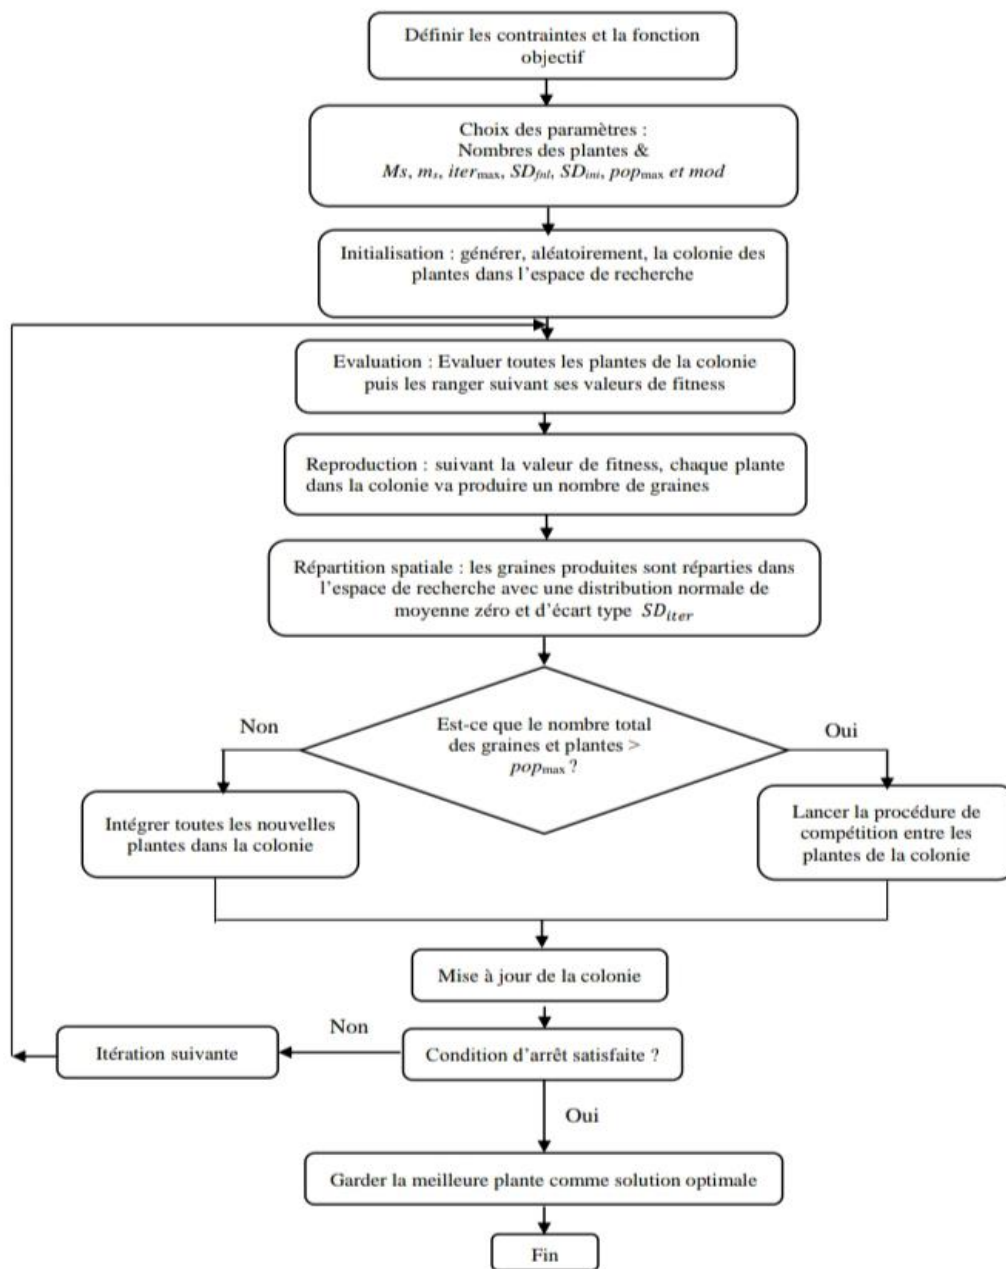 Définir les contraintes et la fonction
objectif
Choix des paramètres :
Nombres des plantes &
Ms, ms, itermax, SDfnl, SDini, popmax et mod
Initialisation : générer, aléatoirement, la colonie des
plantes dans l'espace de recherche
Evaluation : Evaluer toutes les plantes de la colonie
puis les ranger suivant ses valeurs de fitness
Reproduction : suivant la valeur de fitness, chaque plante
dans la colonie va produire un nombre de graines
Répartition spatiale : les graines produites sont réparties dans
l'espace de recherche avec une distribution normale de
moyenne zéro et d'écart type SDiter
Non
Est-ce que le nombre total
des graines et plantes >
popmax ?
Oui
Intégrer toutes les nouvelles
plantes dans la colonie
Lancer la procédure de
compétition entre les
plantes de la colonie
Mise à jour de la colonie
Itération suivante
Non
Condition d'arrêt satisfaite ?
Oui
Garder la meilleure plante comme solution optimale
Fin